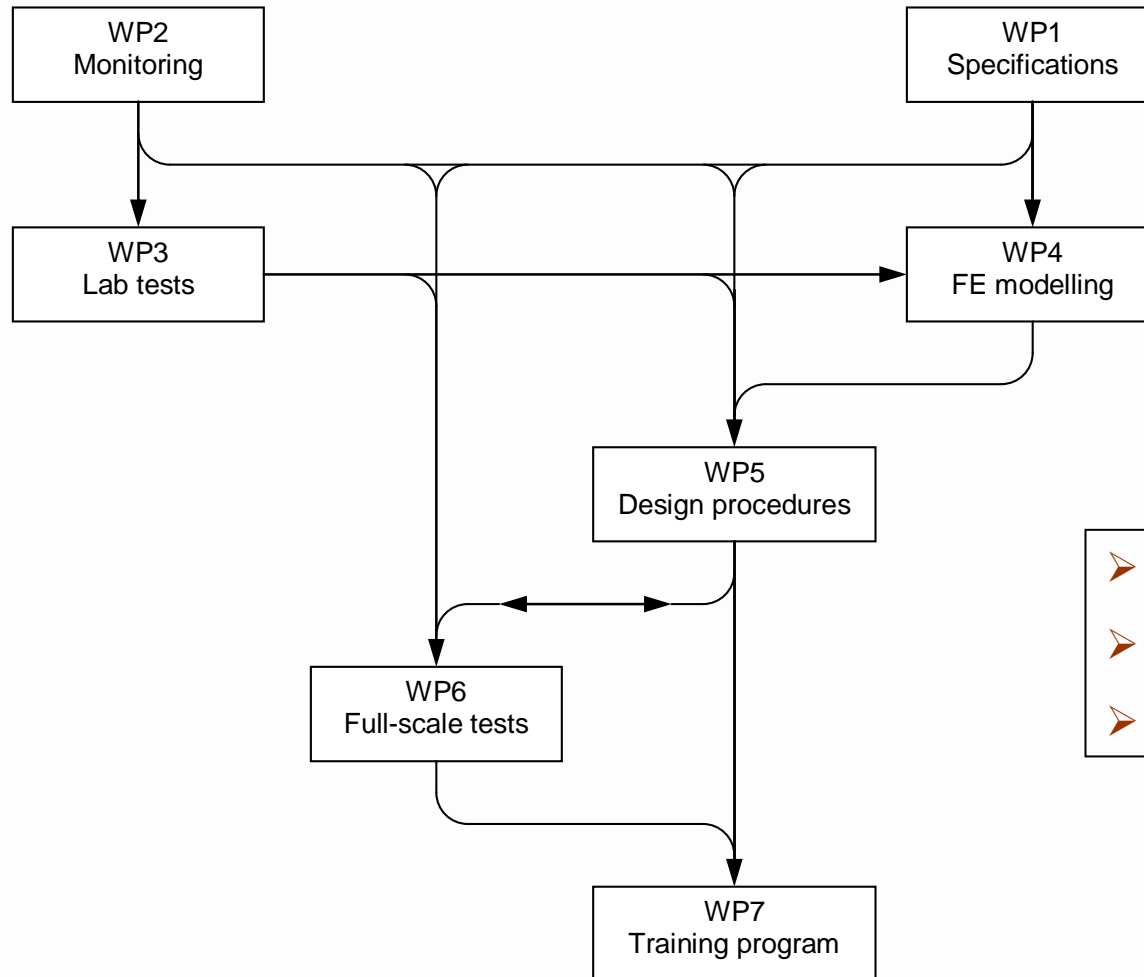 WP2
Monitoring
WP1
Specifications
WP3
Lab tests
WP4
FE modelling
WP5
Design procedures
WP6
Full-scale tests
WP7
Training program